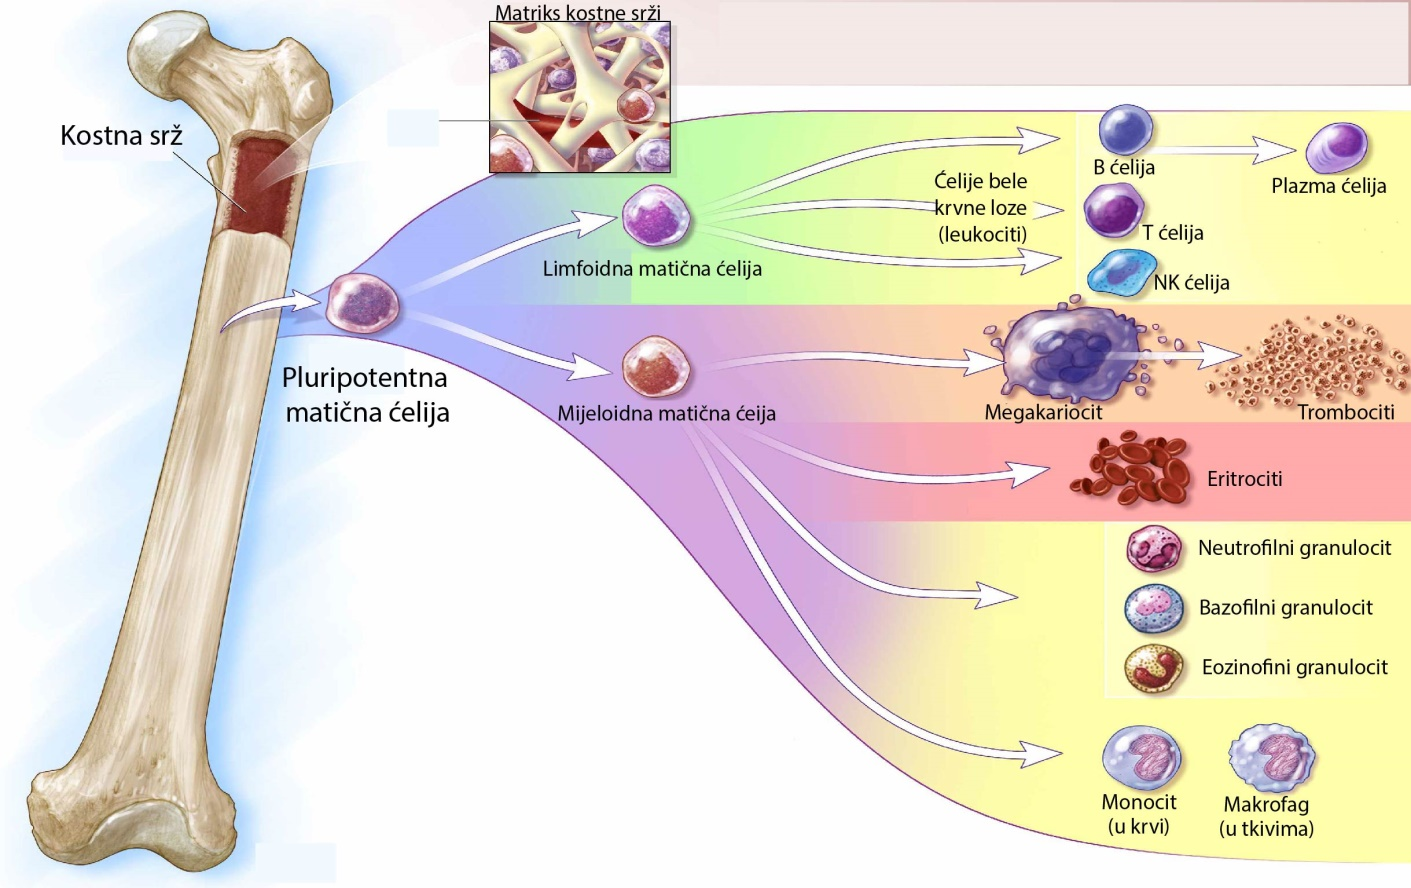 Matriks kostne srži
Kostna srž
Pluripotentna
matična ćelija
Limfoidna matična ćelija
Mijeloidna matična ćeija
Ćelije bele
krvne loze
(leukociti)
B ćelija
Plazma ćelija
T ćelija
NK ćelija
Megakariocit
Trombociti
Eritrociti
Neutrofilni granulocit
Bazofilni granulocit
Eozinofini granulocit
Monocit
(u krvi)
Makrofag
(u tkivima)